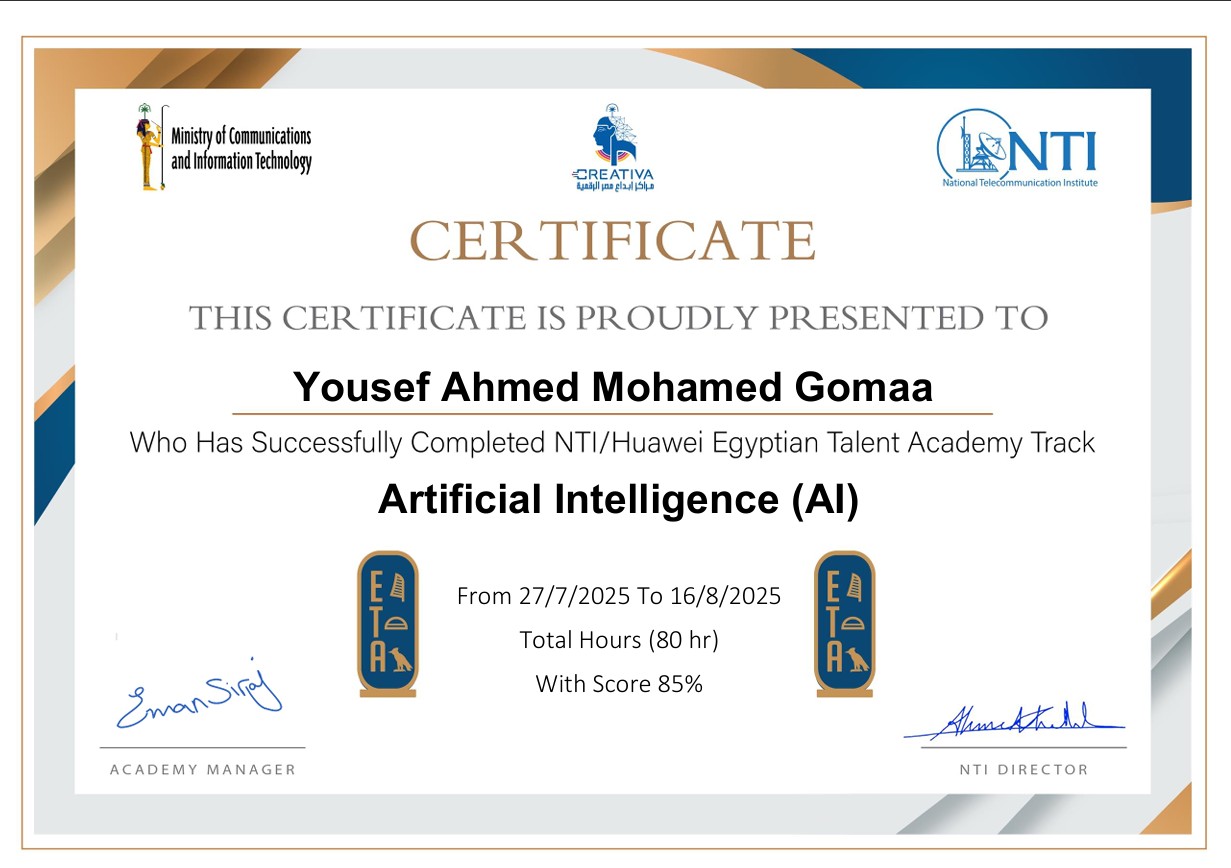 Ministry of Communications
and Information Technology
CREATIVA
مراكز إبداع مصر الرقمية
NTI
National Telecommunication Institute
CERTIFICATE
THIS CERTIFICATE IS PROUDLY PRESENTED TO
Yousef Ahmed Mohamed Gomaa
Who Has Successfully Completed NTI/Huawei Egyptian Talent Academy Track
Artificial Intelligence (AI)
ETA
ETA
From 27/7/2025 To 16/8/2025
Total Hours (80 hr)
With Score 85%
Eman Siraj
ACADEMY MANAGER
NTI DIRECTOR